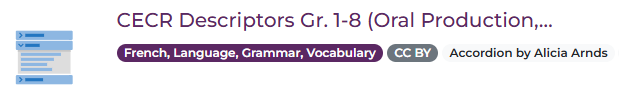 CECR Descriptors Gr. 1-8 (Oral Production,...
French, Language, Grammar, Vocabulary CC BY Accordion by Alicia Arnds